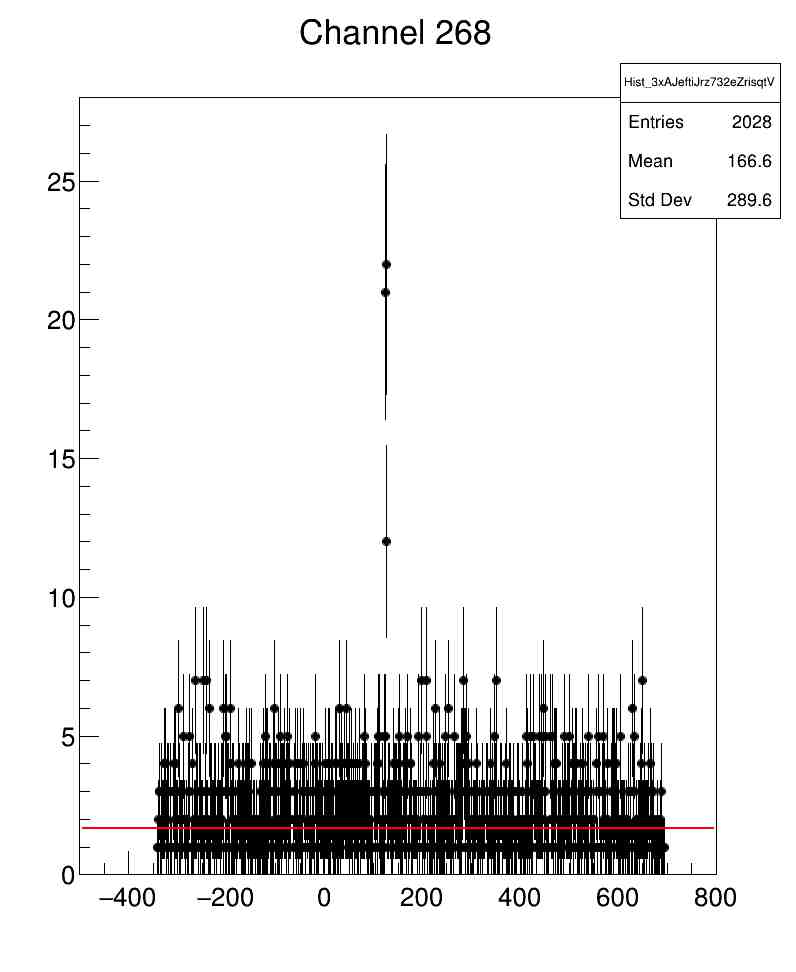 Channel 268
Hist_3xAJeftiJrz732eZrisqtV
Entries 2028
Mean 166.6
Std Dev 289.6
25
20
15
10
5
0
−400 −200 0 200 400 600 800